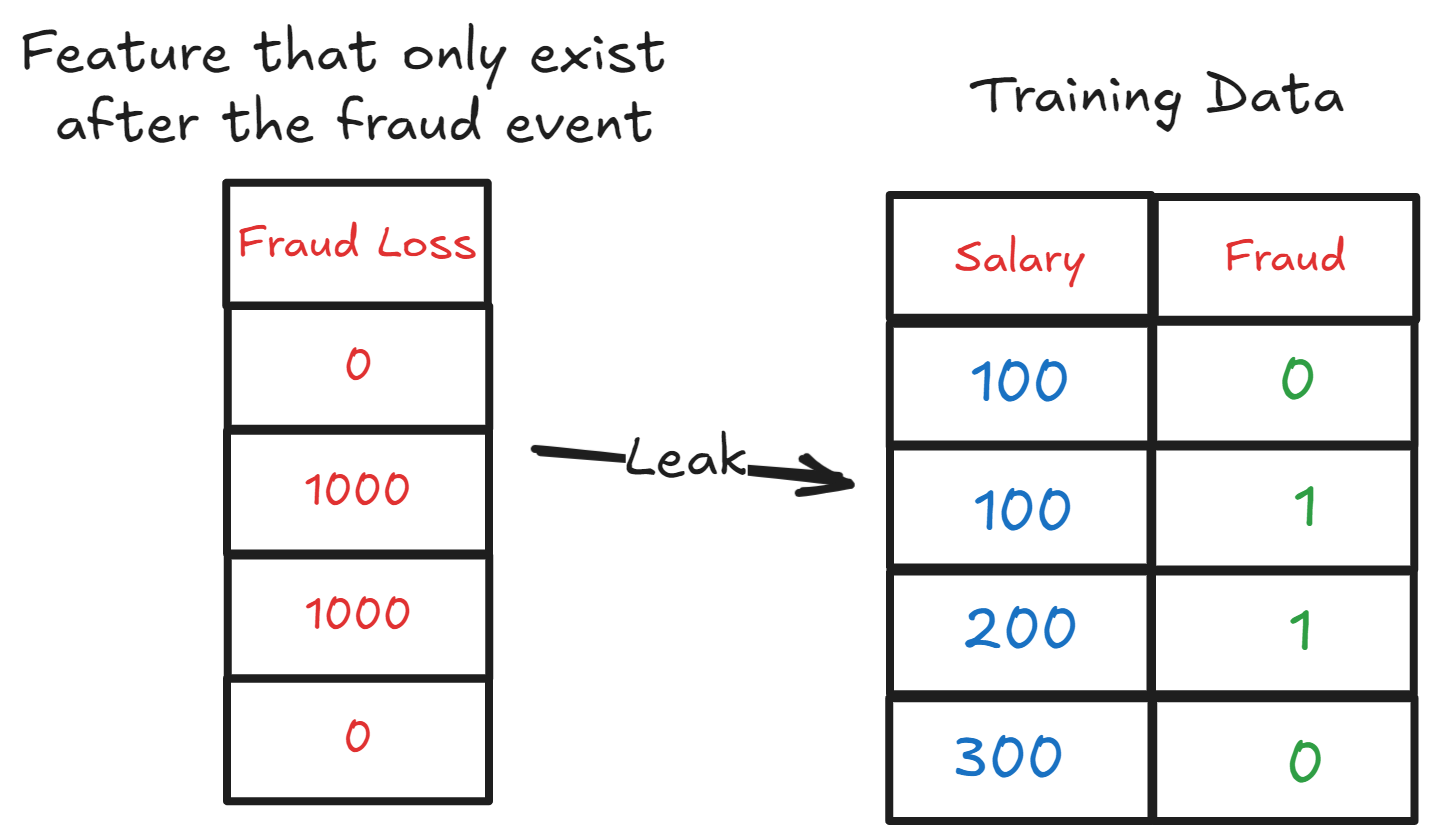 Feature that only exist
after the fraud event
Fraud Loss
0
1000
1000
0
Leak
Training Data
Salary Fraud
100 0
100 1
200 1
300 0